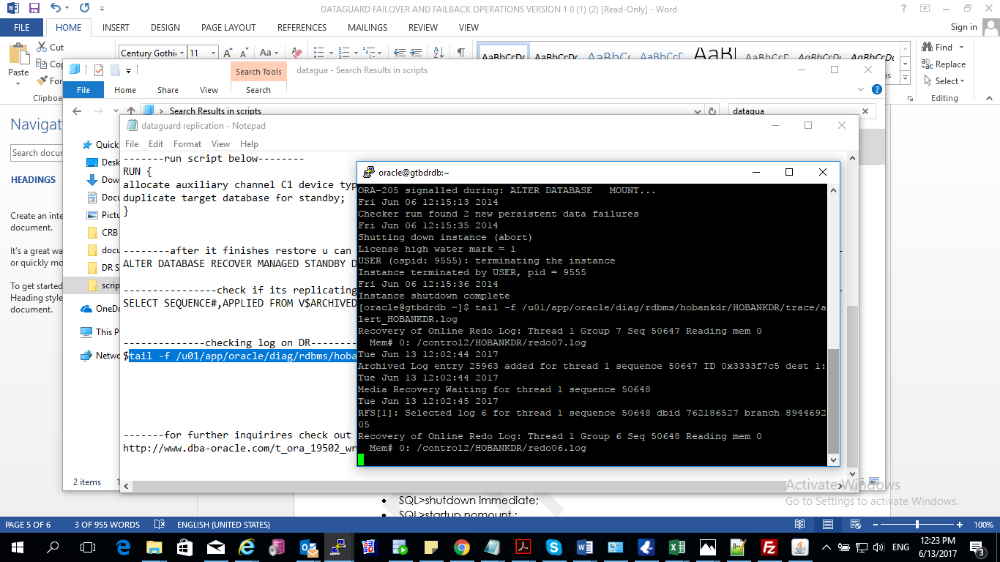 DATAGUARD FAILOVER AND FAILBACK OPERATIONS VERSION 1 0 (1) (2) [Read-Only] - Word
FILE HOME INSERT DESIGN PAGE LAYOUT REFERENCES MAILINGS REVIEW VIEW Sign in
Cut
Century Gothi 11 Aa
AaBbCcDc AaBbCcDc AaBbC AaBbCcC AaB AaBbCcC AaBbCcDc AaBbCcDc
Find
Paste
Replace
Select
Editing
Search Tools datagua - Search Results in scripts
File Home Share View Search
Search Results in scripts datagua
Navigat
Search docum
HEADINGS
Create an inte
document.
It's a great wa
or quickly mo
To get started
Heading style
document.
Quick
Desk
Dow
Docu
Pictu
CRB
docu
DR S
scrip
OneDr
This P
Netwo
2 items
dataguard replication - Notepad
File Edit Format View Help
-------run script below--------
RUN {
allocate auxiliary channel C1 device typ
duplicate target database for standby;
}
--------after it finishes restore u can
ALTER DATABASE RECOVER MANAGED STANDBY D
----------------check if its replicating
SELECT SEQUENCE#,APPLIED FROM V$ARCHIVED
--------------checking log on DR--------
$tail -f /u01/app/oracle/diag/rdbms/hoba
-------for further inquirires check out
http://www.dba-oracle.com/t_ora_19502_wr
oracle@gtbdrdb:~
ORA-205 signalled during: ALTER DATABASE   MOUNT...
Fri Jun 06 12:15:13 2014
Checker run found 2 new persistent data failures
Fri Jun 06 12:15:35 2014
Shutting down instance (abort)
License high water mark = 1
USER (ospid: 9555): terminating the instance
Instance terminated by USER, pid = 9555
Fri Jun 06 12:15:36 2014
Instance shutdown complete
[oracle@gtbdrdb ~]$ tail -f /u01/app/oracle/diag/rdbms/hobankdr/HOBANKDR/trace/a
lert_HOBANKDR.log
Recovery of Online Redo Log: Thread 1 Group 7 Seq 50647 Reading mem 0
  Mem# 0: /control2/HOBANKDR/redo07.log
Tue Jun 13 12:02:44 2017
Archived Log entry 25963 added for thread 1 sequence 50647 ID 0x3333f7c5 dest 1:
Tue Jun 13 12:02:44 2017
Media Recovery Waiting for thread 1 sequence 50648
Tue Jun 13 12:02:45 2017
RFS[1]: Selected log 6 for thread 1 sequence 50648 dbid 762186527 branch 8944692
05
Recovery of Online Redo Log: Thread 1 Group 6 Seq 50648 Reading mem 0
  Mem# 0: /control2/HOBANKDR/redo06.log
Activate Windows
Go to Settings to activate Windows.
SQL>shutdown immediate;
SQL>startup nomount ;
PAGE 5 OF 6 3 OF 955 WORDS ENGLISH (UNITED STATES) 100%
ENG 12:23 PM
6/13/2017
3